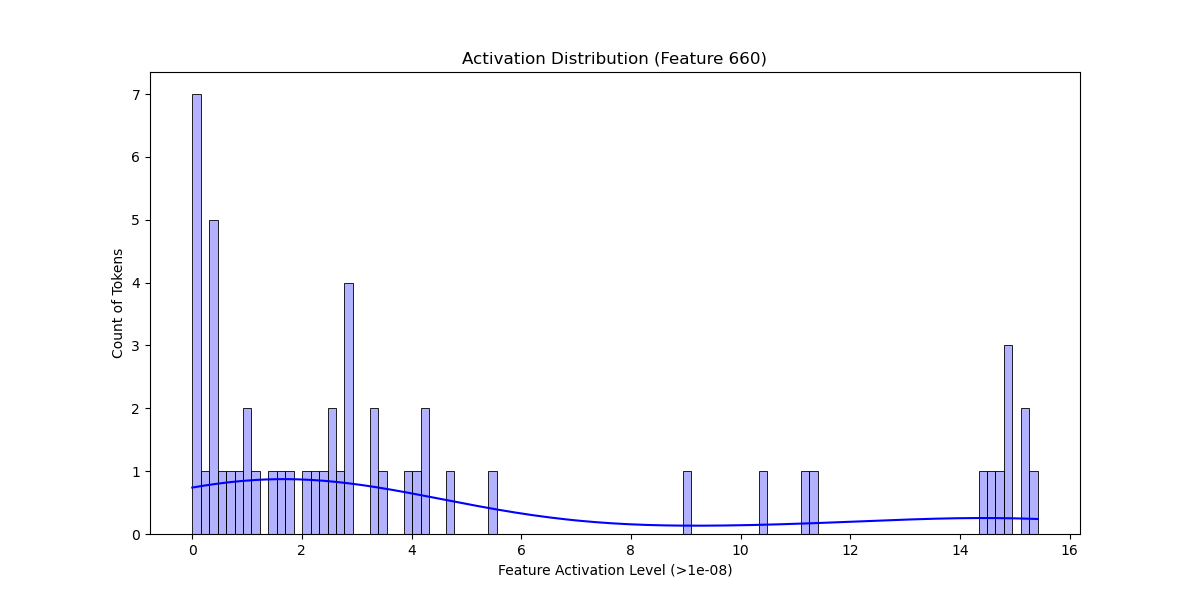 Activation Distribution (Feature 660)
7
6
5
4
3
2
1
0
Count of Tokens
0 2 4 6 8 10 12 14 16
Feature Activation Level (>1e-08)